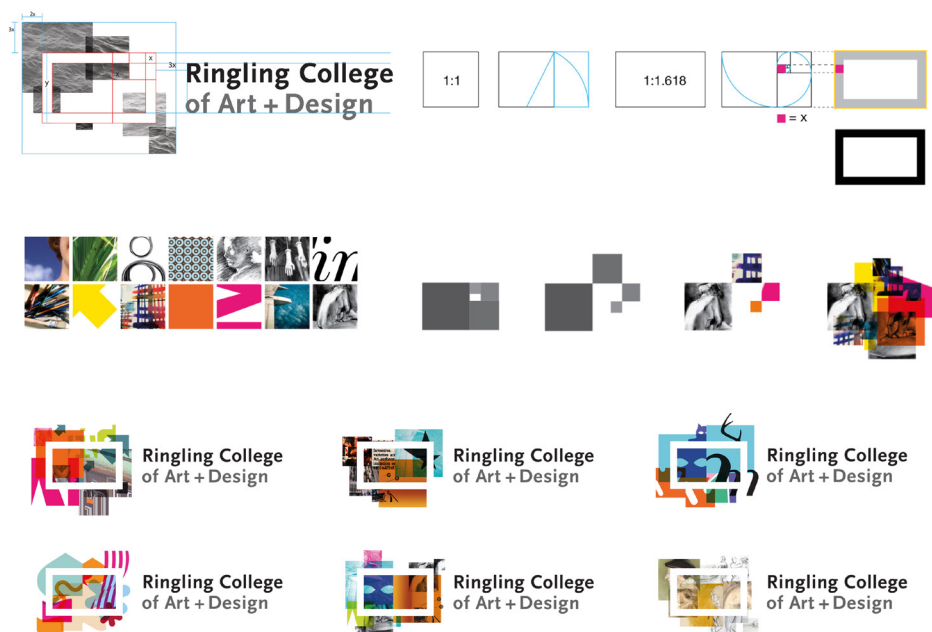 2x
3x
x
3x
y
Ringling College
of Art + Design
1:1
1:1.618
= x
in
Ringling College
of Art + Design
Ringling College
of Art + Design
Ringling College
of Art + Design
Ringling College
of Art + Design
Ringling College
of Art + Design
Ringling College
of Art + Design